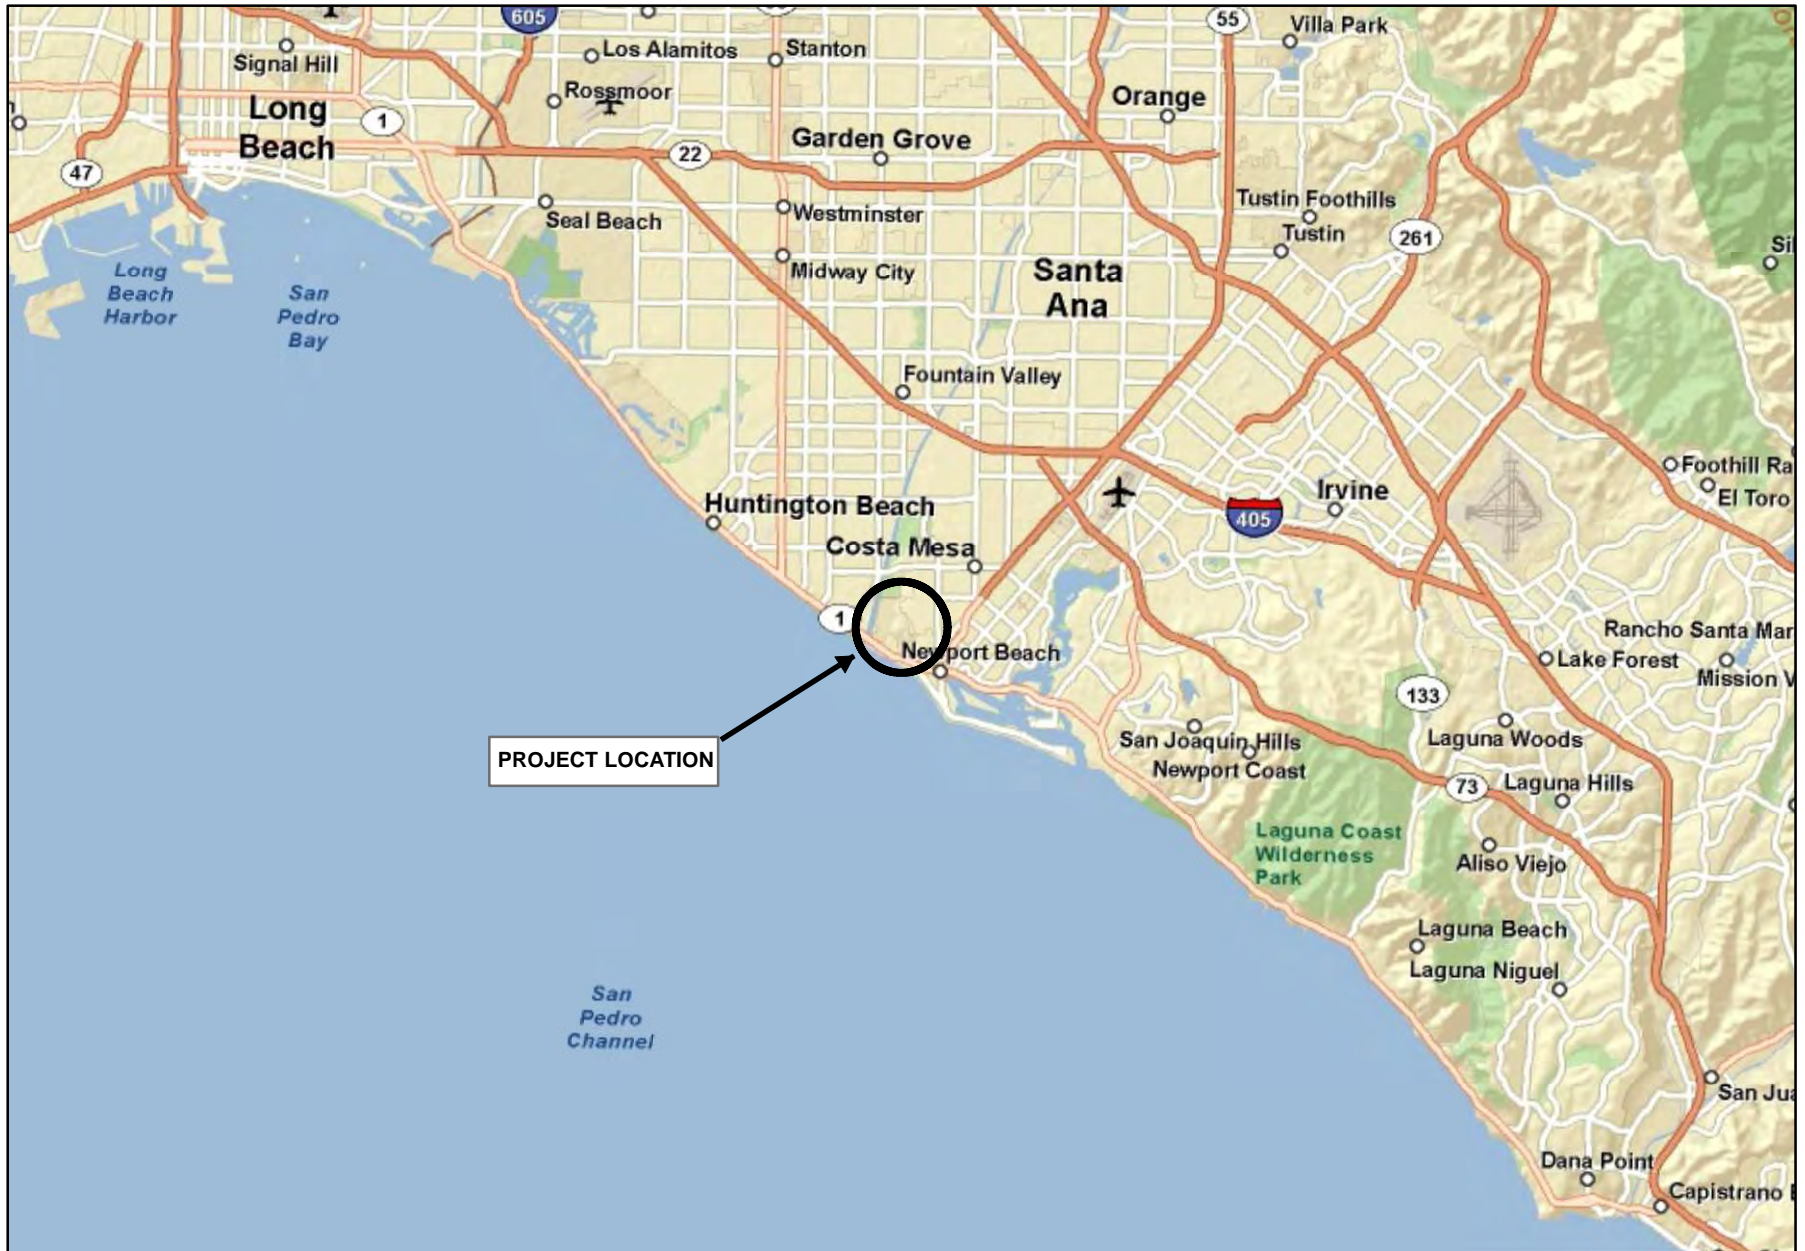 605
55
Villa Park
Los Alamitos
Stanton
Signal Hill
Rossmoor
Orange
Long
Beach
1
Garden Grove
22
47
Tustin Foothills
Seal Beach
Westminster
Tustin
261
Midway City
Santa
Ana
Long
Beach
Harbor
San
Pedro
Bay
Fountain Valley
Foothill Ra
El Toro
Irvine
Huntington Beach
405
Costa Mesa
1
Newport Beach
Rancho Santa Mar
Lake Forest
Mission V
133
PROJECT LOCATION
San Joaquin Hills
Newport Coast
Laguna Woods
73
Laguna Hills
Laguna Coast
Wilderness
Park
Aliso Viejo
Laguna Beach
Laguna Niguel
San
Pedro
Channel
San Jua
Dana Point
Capistrano